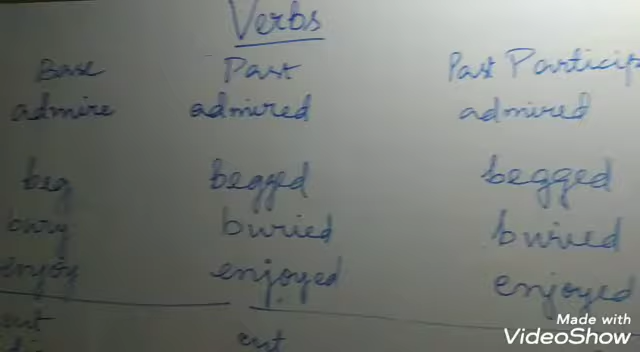 Verbs
Base Past Past Particip
admire admired admired
beg begged begged
bury buried buried
enjoy enjoyed enjoyed
cut
Made with
VideoShow